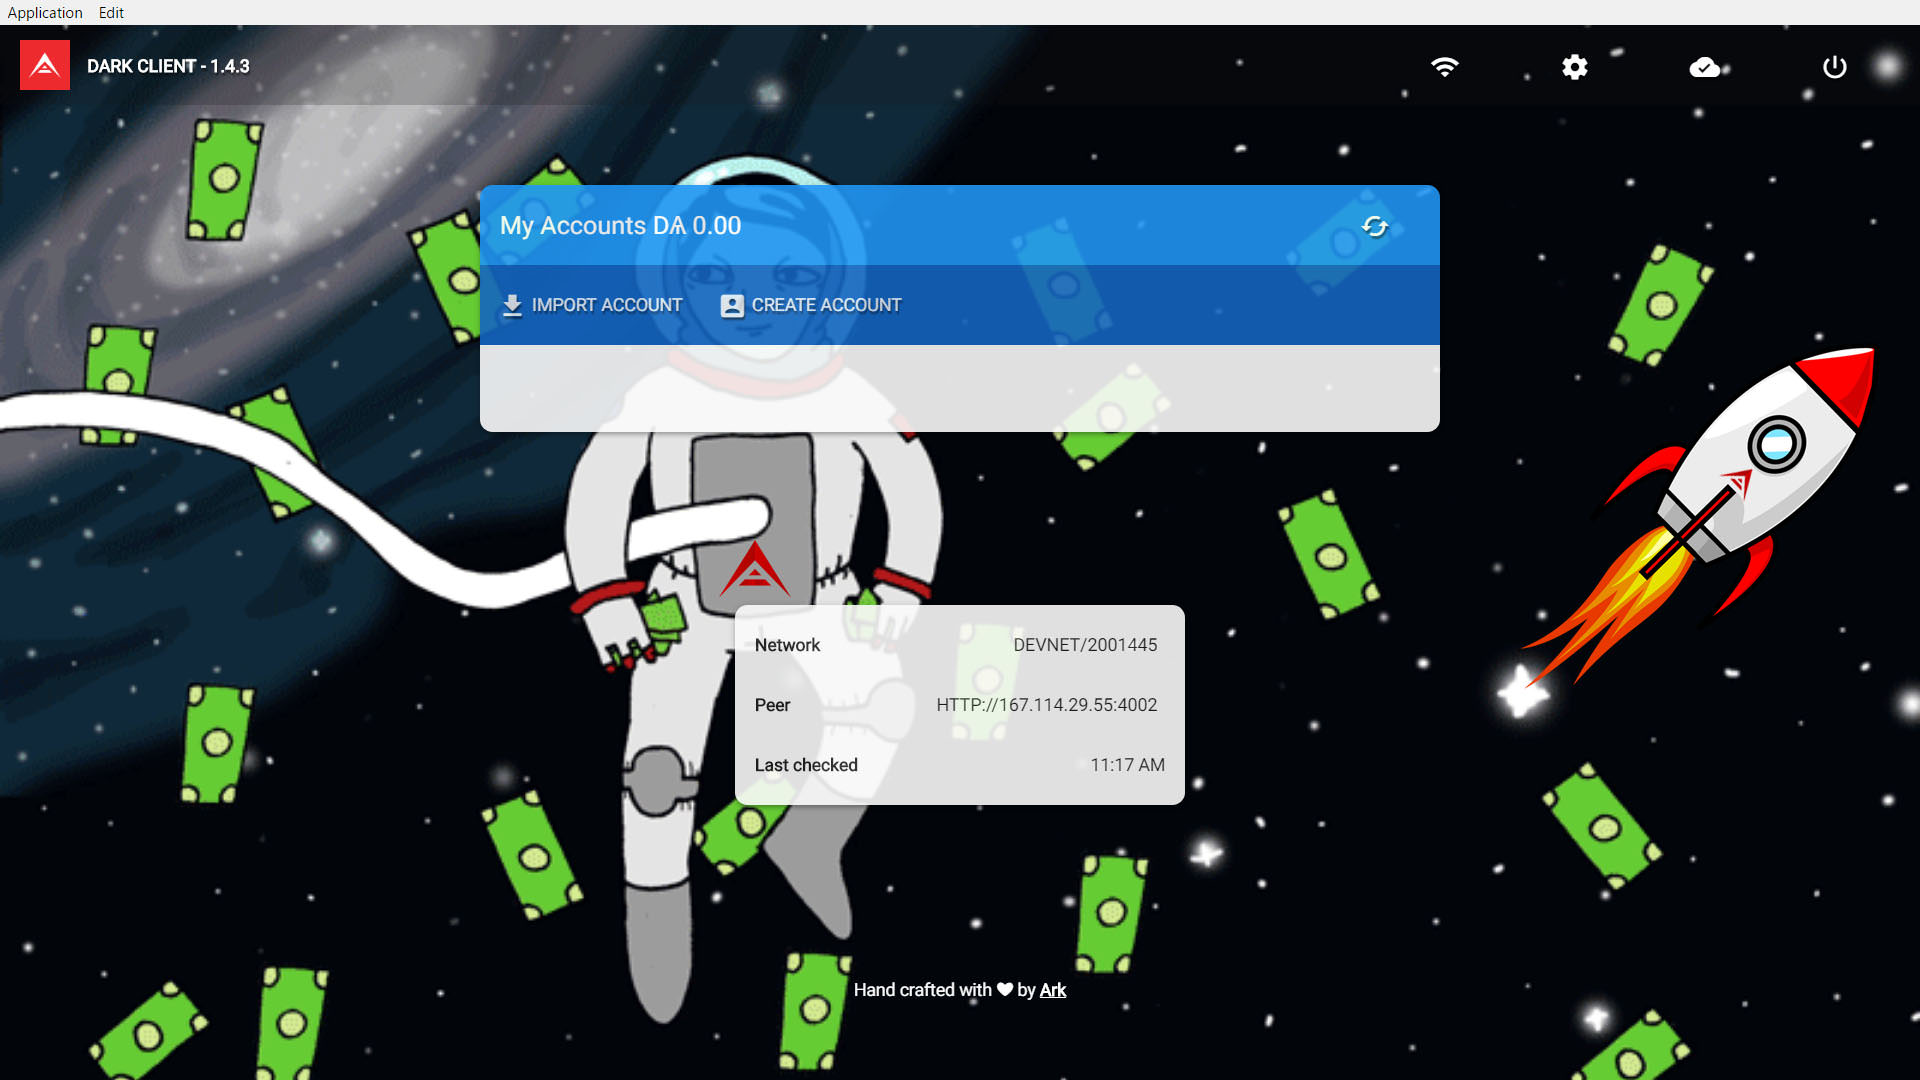 Application Edit
DARK CLIENT - 1.4.3
My Accounts DѦ 0.00
IMPORT ACCOUNT CREATE ACCOUNT
Network DEVNET/2001445
Peer HTTP://167.114.29.55:4002
Last checked 11:17 AM
Hand crafted with ♥ by Ark